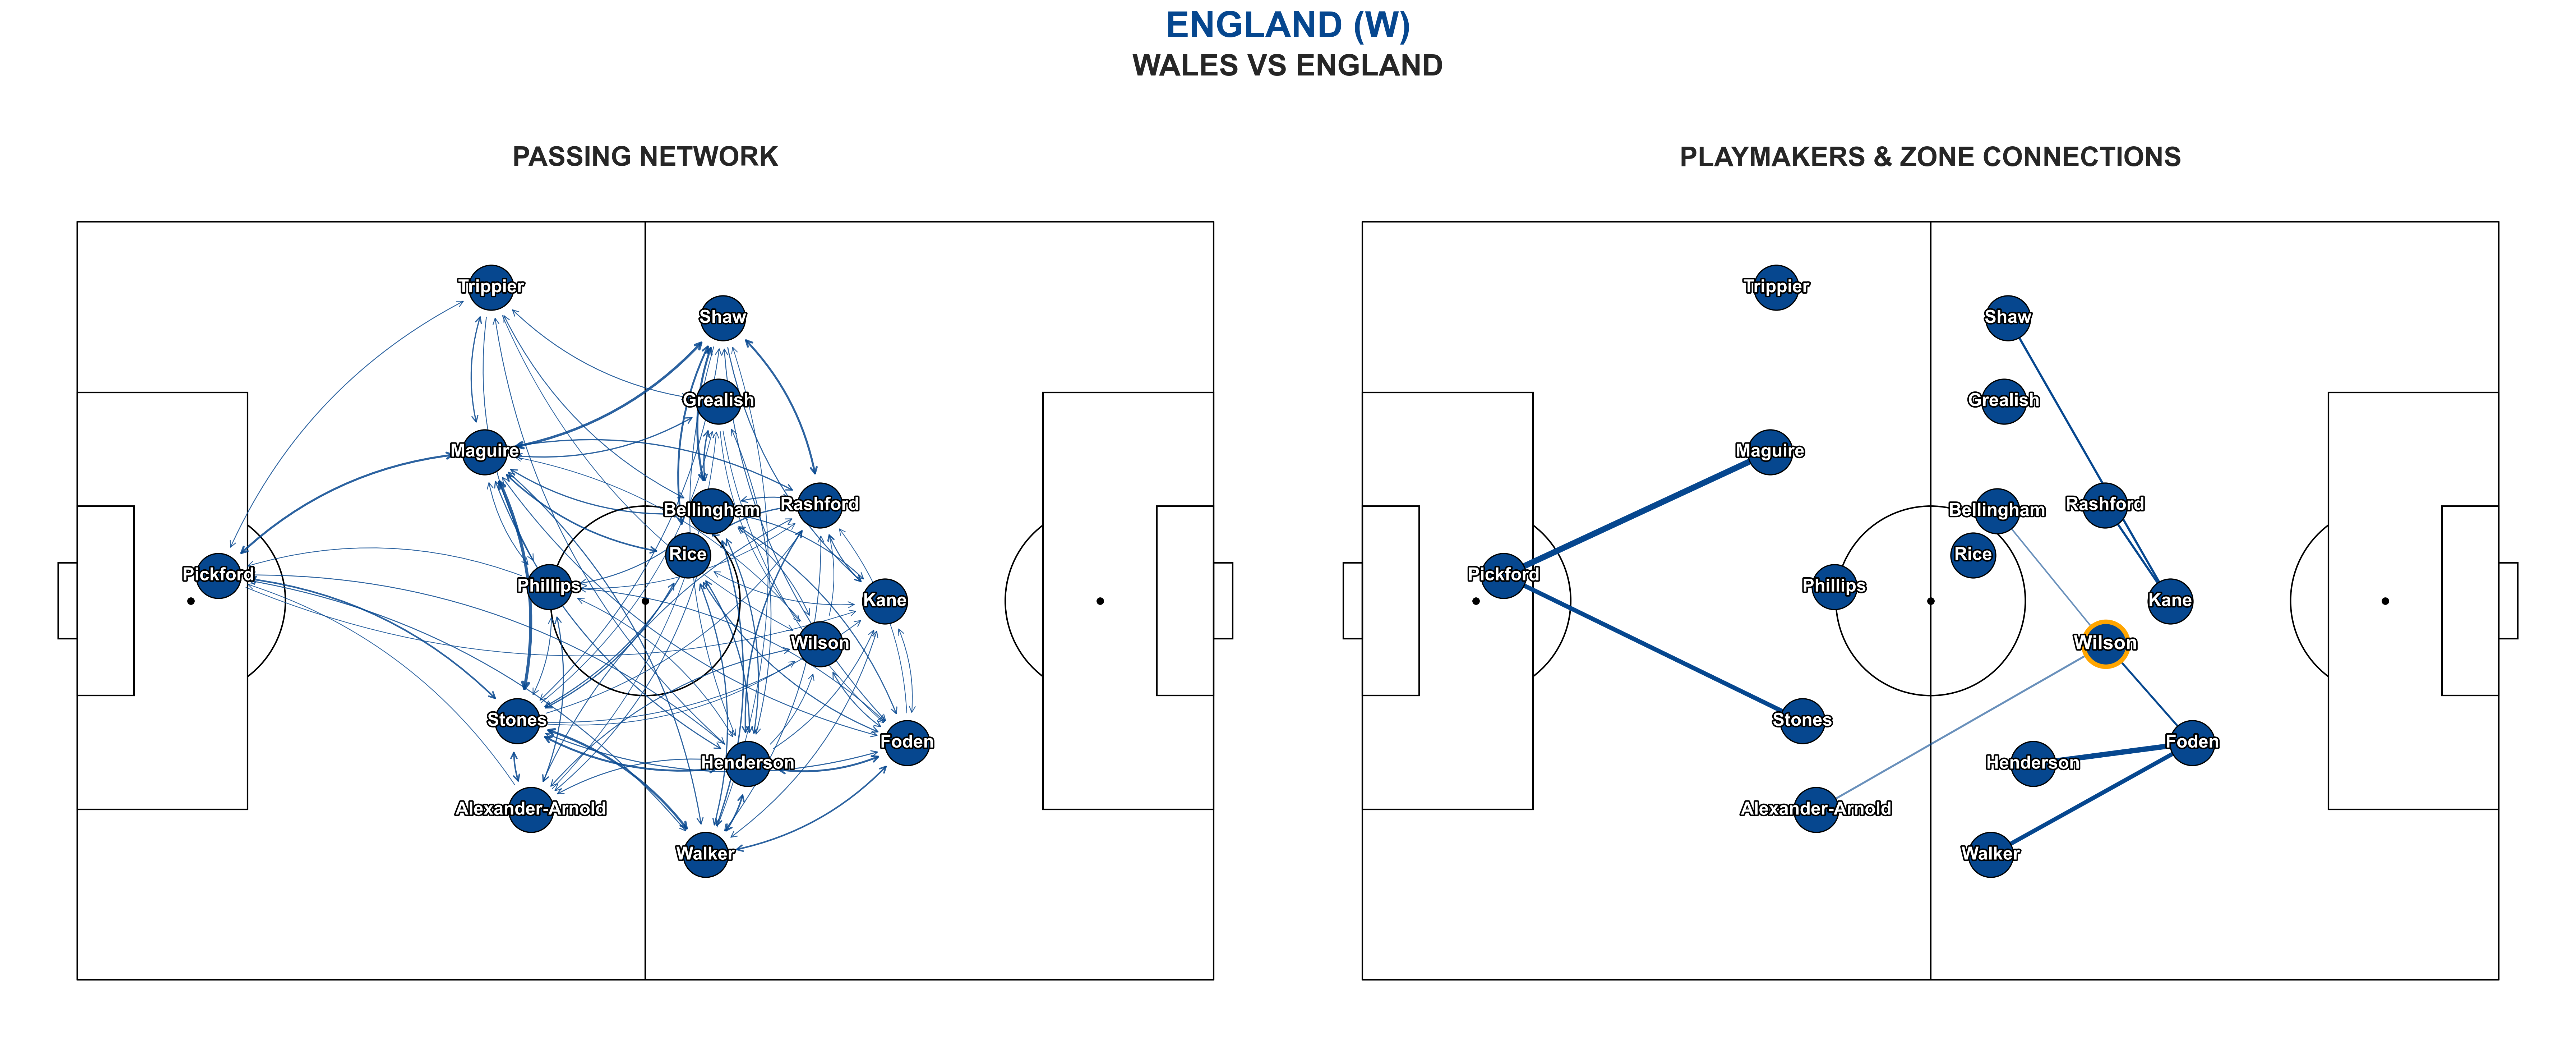 ENGLAND (W)
WALES VS ENGLAND
PASSING NETWORK
Trippier
Shaw
Grealish
Maguire
Rashford
Bellingham
Rice
Pickford
Phillips
Kane
Wilson
Stones
Foden
Henderson
Alexander-Arnold
Walker
PLAYMAKERS & ZONE CONNECTIONS
Trippier
Shaw
Grealish
Maguire
Rashford
Bellingham
Rice
Pickford
Phillips
Kane
Wilson
Stones
Foden
Henderson
Alexander-Arnold
Walker